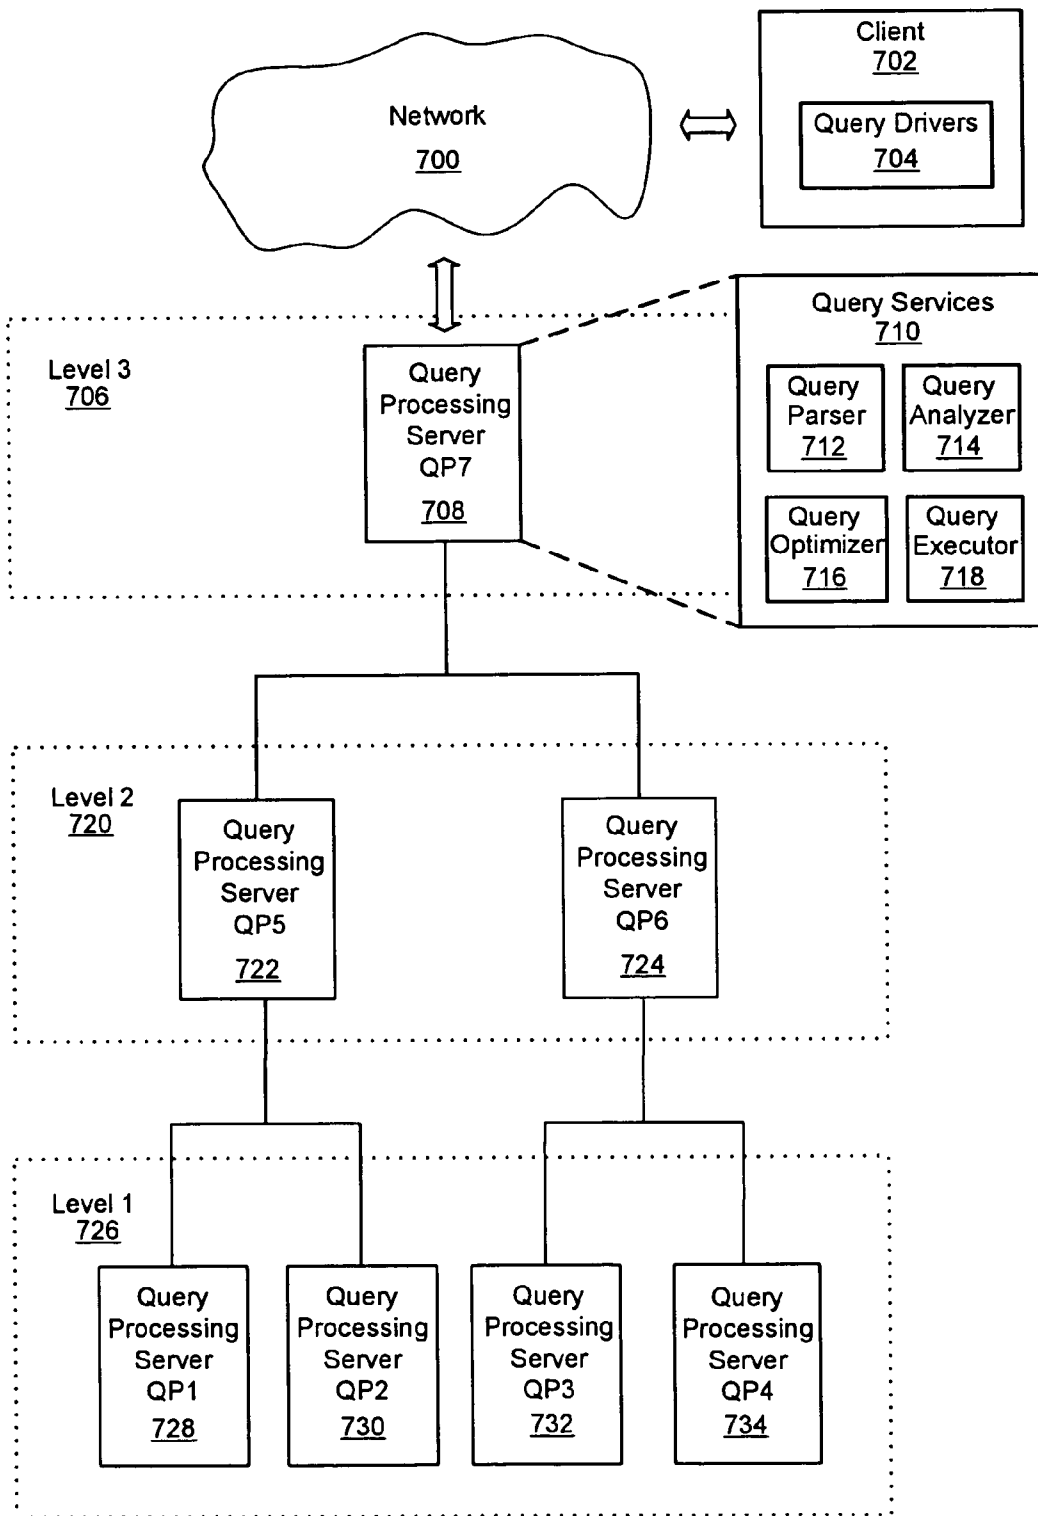 Client
702
Query Drivers
704
Network
700
Level 3
706
Query
Processing
Server
QP7
708
Query Services
710
Query
Parser
712
Query
Analyzer
714
Query
Optimizer
716
Query
Executor
718
Level 2
720
Query
Processing
Server
QP5
722
Query
Processing
Server
QP6
724
Level 1
726
Query
Processing
Server
QP1
728
Query
Processing
Server
QP2
730
Query
Processing
Server
QP3
732
Query
Processing
Server
QP4
734